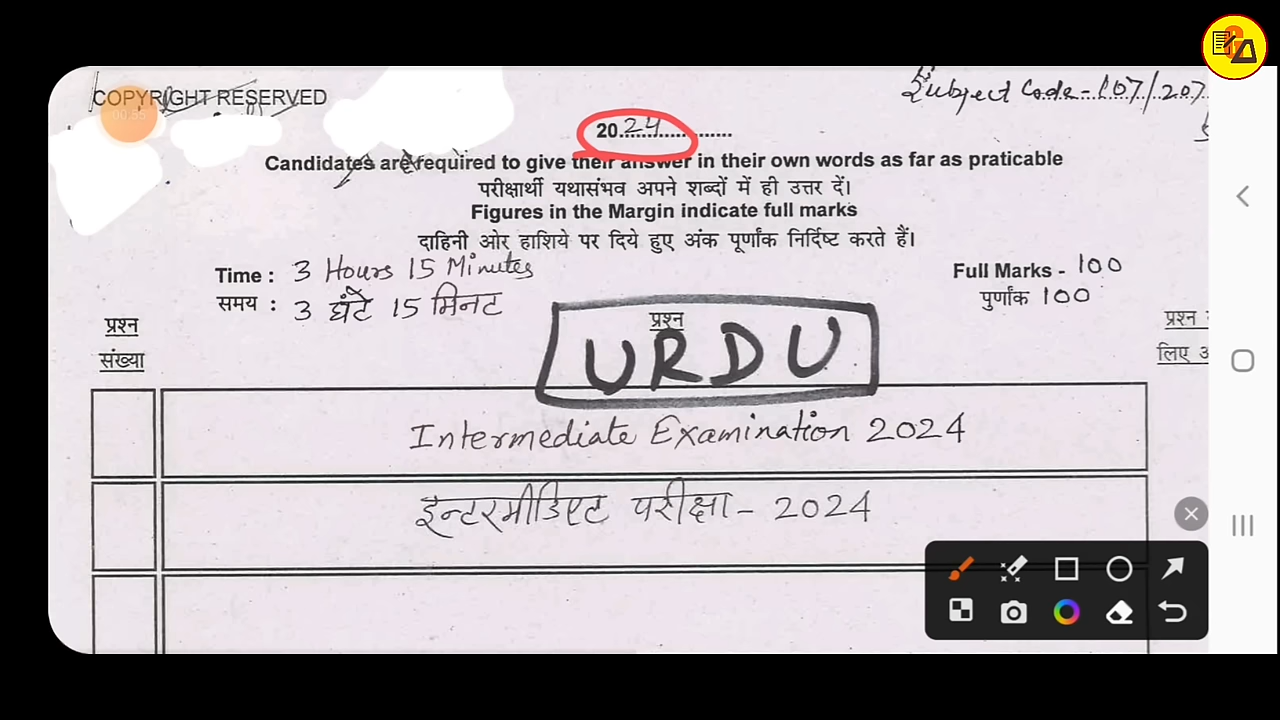 COPYRIGHT RESERVED
Subject Code - 107/207
00:55
2024
Candidates are required to give their answer in their own words as far as praticable
परीक्षार्थी यथासंभव अपने शब्दों में ही उत्तर दें।
Figures in the Margin indicate full marks
दाहिनी ओर हाशिये पर दिये हुए अंक पूर्णांक निर्दिष्ट करते हैं।
Time : 3 Hours 15 Minutes
Full Marks - 100
समय : 3 घंटे 15 मिनट
पुर्णांक 100
प्रश्न
संख्या
प्रश्न
URDU
प्रश्न
लिए
Intermediate Examination 2024
इन्टरमीडिएट परीक्षा - 2024